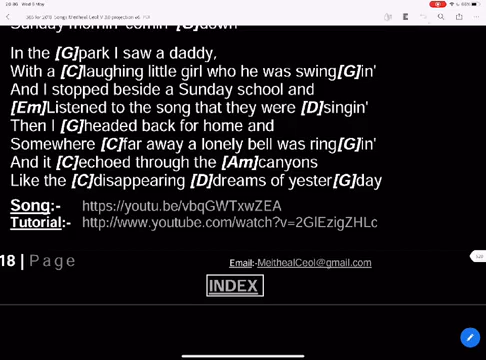 Sunday mornin' comin' [G]down
In the [G]park I saw a daddy,
With a [C]laughing little girl who he was swing[G]in'
And I stopped beside a Sunday school and
[Em]Listened to the song that they were [D]singin'
Then I [G]headed back for home and
Somewhere [C]far away a lonely bell was ring[G]in'
And it [C]echoed through the [Am]canyons
Like the [C]disappearing [D]dreams of yester[G]day
Song:- https://youtu.be/vbqGWTxwZEA
Tutorial:- http://www.youtube.com/watch?v=2GlEzigZHLc
18 | Page
Email:- MeithealCeol@gmail.com
INDEX